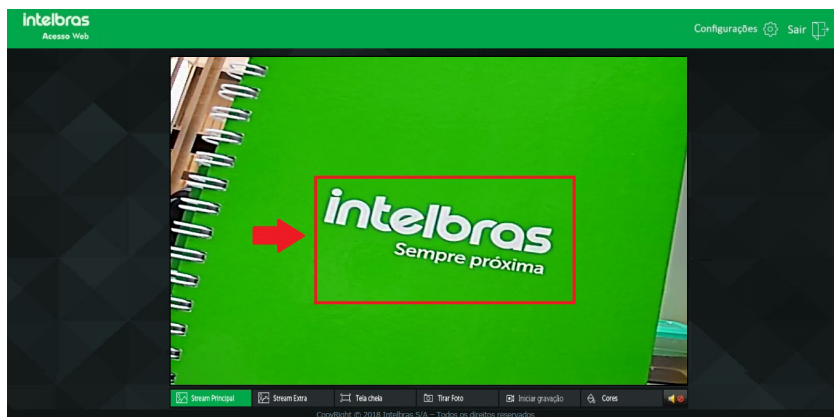 intelbras
Acesso Web
Configurações
Sair
intelbras
Sempre próxima
Stream Principal
Stream Extra
Tela cheia
Tirar Foto
Iniciar gravação
Cores
CopyRight © 2018 Intelbras S/A – Todos os direitos reservados